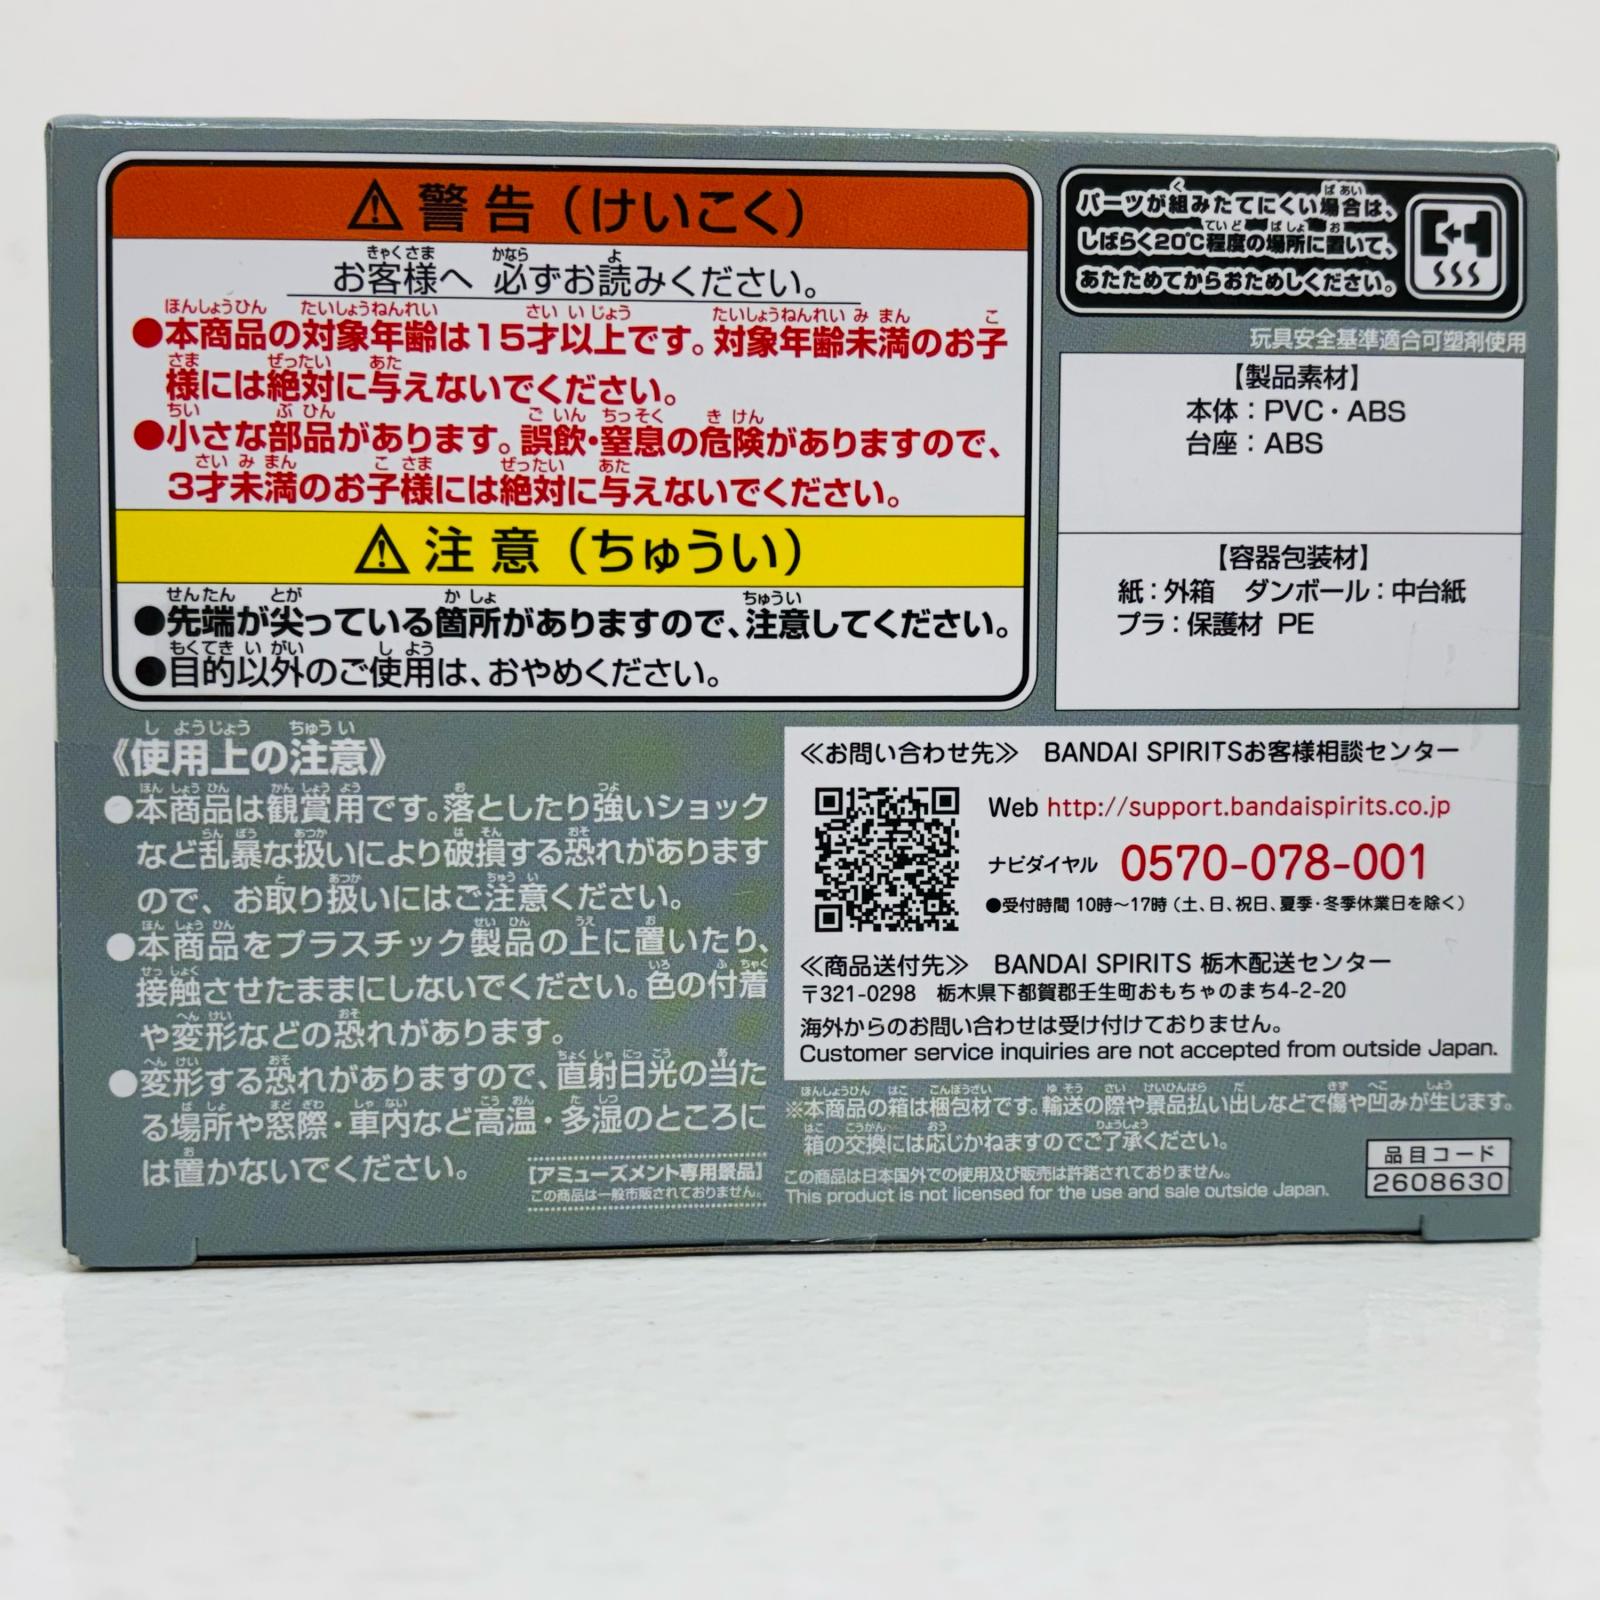 ⚠警告（けいこく）
お客様へ 必ずお読みください。
●本商品の対象年齢は15才以上です。対象年齢未満のお子
様には絶対に与えないでください。
●小さな部品があります。誤飲・窒息の危険がありますので、
3才未満のお子様には絶対に与えないでください。
⚠注意（ちゅうい）
●先端が尖っている箇所がありますので、注意してください。
●目的以外のご使用は、おやめください。
パーツが組みたてにくい場合は、
しばらく20℃程度の場所に置いて、
あたためてからおためしください。
玩具安全基準適合可塑剤使用
【製品素材】
本体：PVC・ABS
台座：ABS
【容器包装材】
紙：外箱 ダンボール：中台紙
プラ：保護材 PE
《使用上の注意》
●本商品は観賞用です。落としたり強いショック
など乱暴な扱いにより破損する恐れがあります
ので、お取り扱いにはご注意ください。
●本商品をプラスチック製品の上に置いたり、
接触させたままにしないでください。色の付着
や変形などの恐れがあります。
●変形する恐れがありますので、直射日光の当た
る場所や窓際・車内など高温・多湿のところに
は置かないでください。
[アミューズメント専用景品]
この商品は一般市販されておりません。
≪お問い合わせ先≫ BANDAI SPIRITSお客様相談センター
Web http://support.bandaispirits.co.jp
ナビダイヤル 0570-078-001
●受付時間 10時～17時（土、日、祝日、夏季・冬季休業日を除く）
≪商品送付先≫ BANDAI SPIRITS 栃木配送センター
〒321-0298 栃木県下都賀郡壬生町おもちゃのまち4-2-20
海外からのお問い合わせは受け付けておりません。
Customer service inquiries are not accepted from outside Japan.
※本商品の箱は梱包材です。輸送の際や景品払い出しなどで傷や凹みが生じます。
箱の交換には応じかねますのでご了承ください。
この商品は日本国外での使用及び販売は許諾されておりません。
This product is not licensed for the use and sale outside Japan.
品目コード
2608630